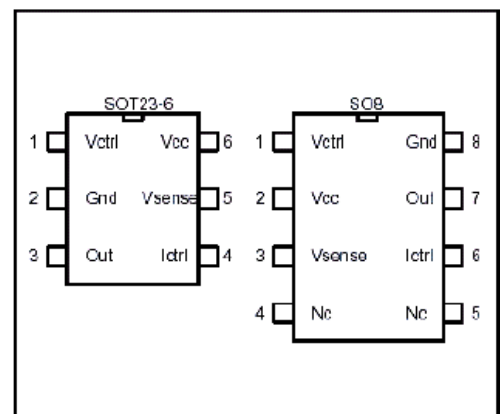 SOT23-6 SO8
1 Vctrl Vcc 6 1 Vctrl Gnd 8
2 Gnd Vsense 5 2 Vcc Out 7
3 Out Ictrl 4 3 Vsense Ictrl 6
4 Nc Nc 5